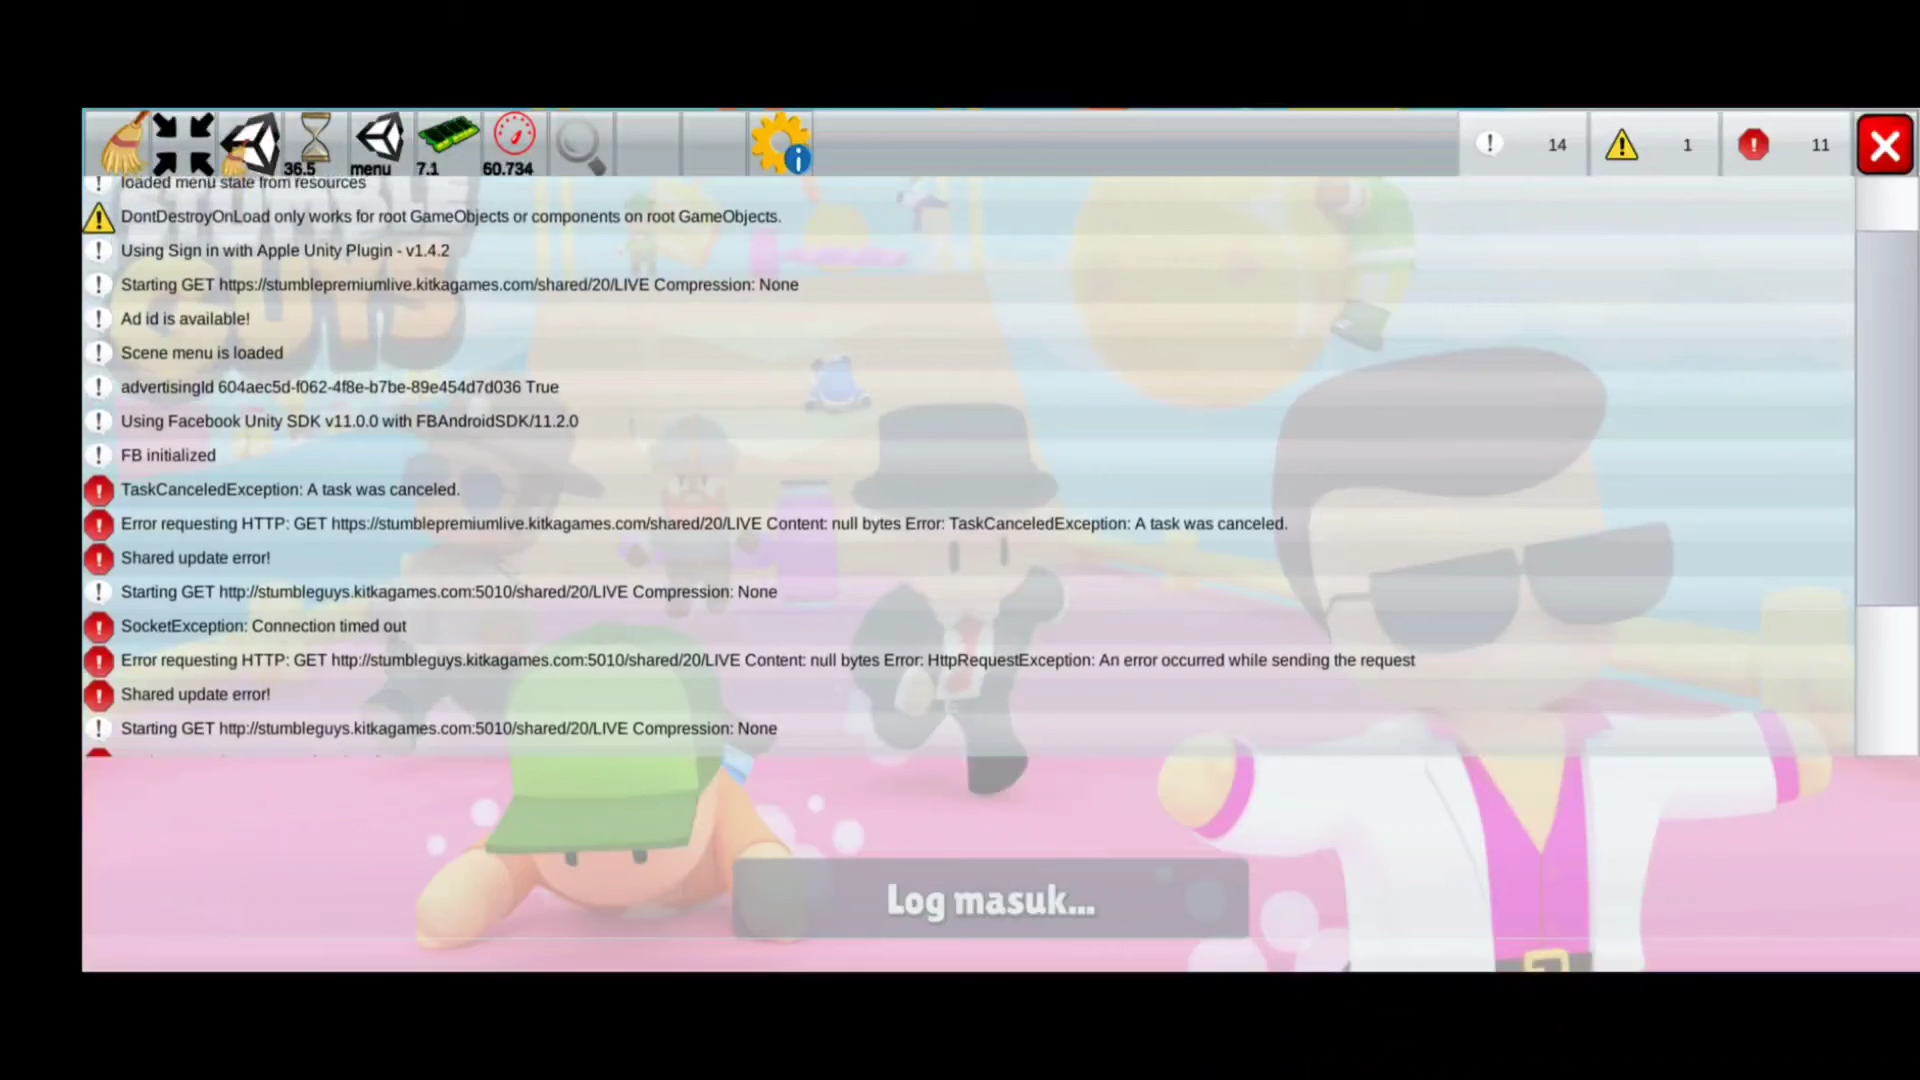 36.5
menu
7.1
60.734
14
1
11
loaded menu state from resources
DontDestroyOnLoad only works for root GameObjects or components on root GameObjects.
Using Sign in with Apple Unity Plugin - v1.4.2
Starting GET https://stumblepremiumlive.kitkagames.com/shared/20/LIVE Compression: None
Ad id is available!
Scene menu is loaded
advertisingId 604aec5d-f062-4f8e-b7be-89e454d7d036 True
Using Facebook Unity SDK v11.0.0 with FBAndroidSDK/11.2.0
FB initialized
TaskCanceledException: A task was canceled.
Error requesting HTTP: GET https://stumblepremiumlive.kitkagames.com/shared/20/LIVE Content: null bytes Error: TaskCanceledException: A task was canceled.
Shared update error!
Starting GET http://stumbleguys.kitkagames.com:5010/shared/20/LIVE Compression: None
SocketException: Connection timed out
Error requesting HTTP: GET http://stumbleguys.kitkagames.com:5010/shared/20/LIVE Content: null bytes Error: HttpRequestException: An error occurred while sending the request
Shared update error!
Starting GET http://stumbleguys.kitkagames.com:5010/shared/20/LIVE Compression: None
STUMBLE
GUYS
Log masuk...